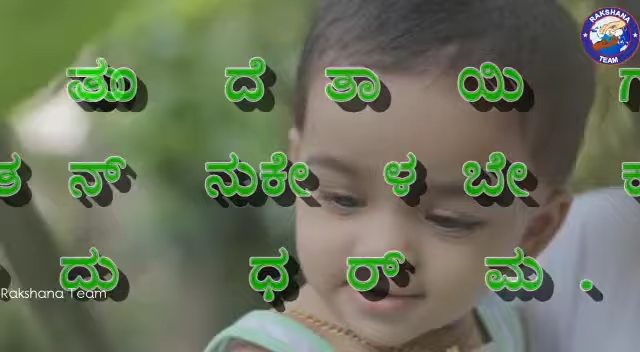 ತೂ ದೆ ತಾ ಯಿ
ನ್ ನುಕೇ ಳ ಬೇ
ದು ಧ ರ್ ಮ .
RAKSHANA TEAM
Rakshana Team